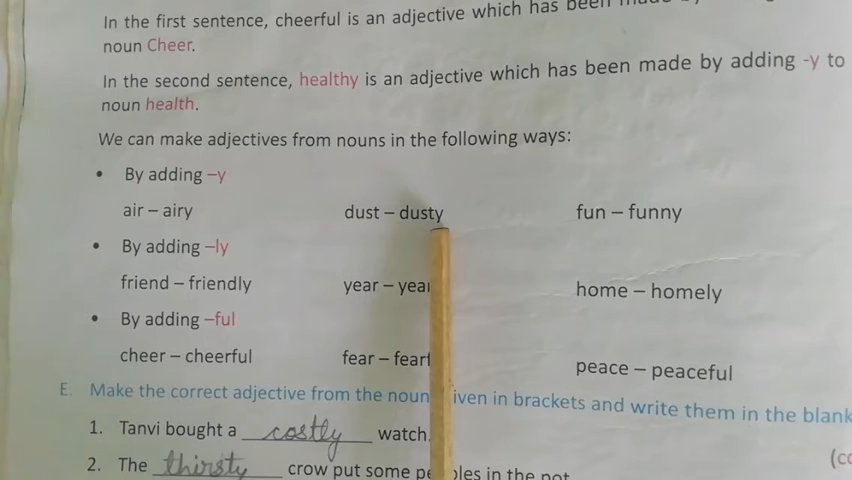 In the first sentence, cheerful is an adjective which has been
noun Cheer.
In the second sentence, healthy is an adjective which has been made by adding -y to
noun health.
We can make adjectives from nouns in the following ways:
• By adding –y
air – airy dust – dusty fun – funny
• By adding –ly
friend – friendly year – home – homely
• By adding –ful
cheer – cheerful fear – peace – peaceful
E. Make the correct adjective from the noun in brackets and write them in the blank
1. Tanvi bought a costly watch
2. The thirsty crow put some in the pot